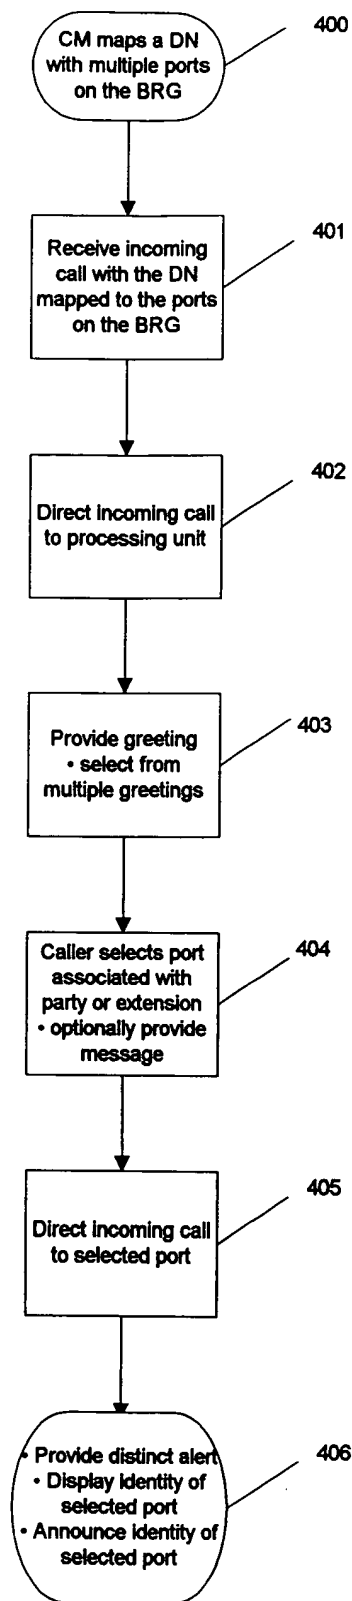 CM maps a DN
with multiple ports
on the BRG
400
Receive incoming
call with the DN
mapped to the ports
on the BRG
401
Direct incoming call
to processing unit
402
Provide greeting
• select from
multiple greetings
403
Caller selects port
associated with
party or extension
• optionally provide
message
404
Direct incoming call
to selected port
405
• Provide distinct alert
• Display identity of
selected port
• Announce identity of
selected port
406